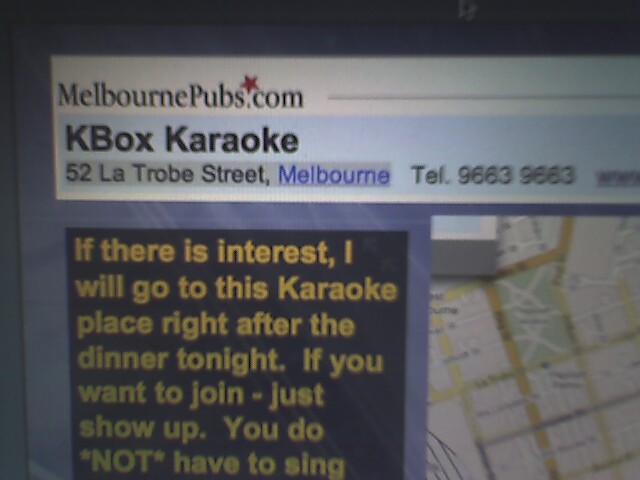 MelbournePubs.com
KBox Karaoke
52 La Trobe Street, Melbourne Tel. 9663 9663
If there is interest, I
will go to this Karaoke
place right after the
dinner tonight. If you
want to join - just
show up. You do
*NOT* have to sing